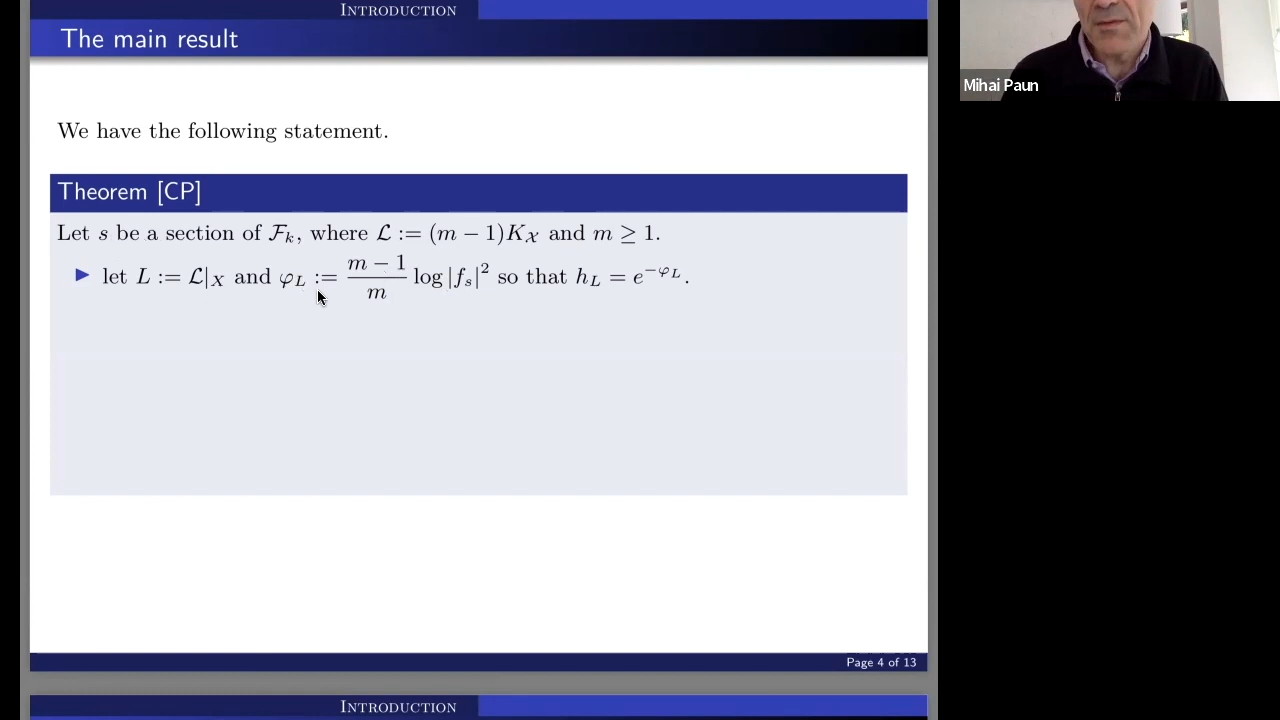 INTRODUCTION
The main result
We have the following statement.
Theorem [CP]
Let s be a section of 𝓕ₖ, where 𝓛 := (m − 1)K_𝒳 and m ≥ 1.
▶ let L := 𝓛|_X and φ_L := \frac{m − 1}{m} log |f_s|² so that h_L = e^{−φ_L}.
Page 4 of 13
INTRODUCTION
Mihai Paun